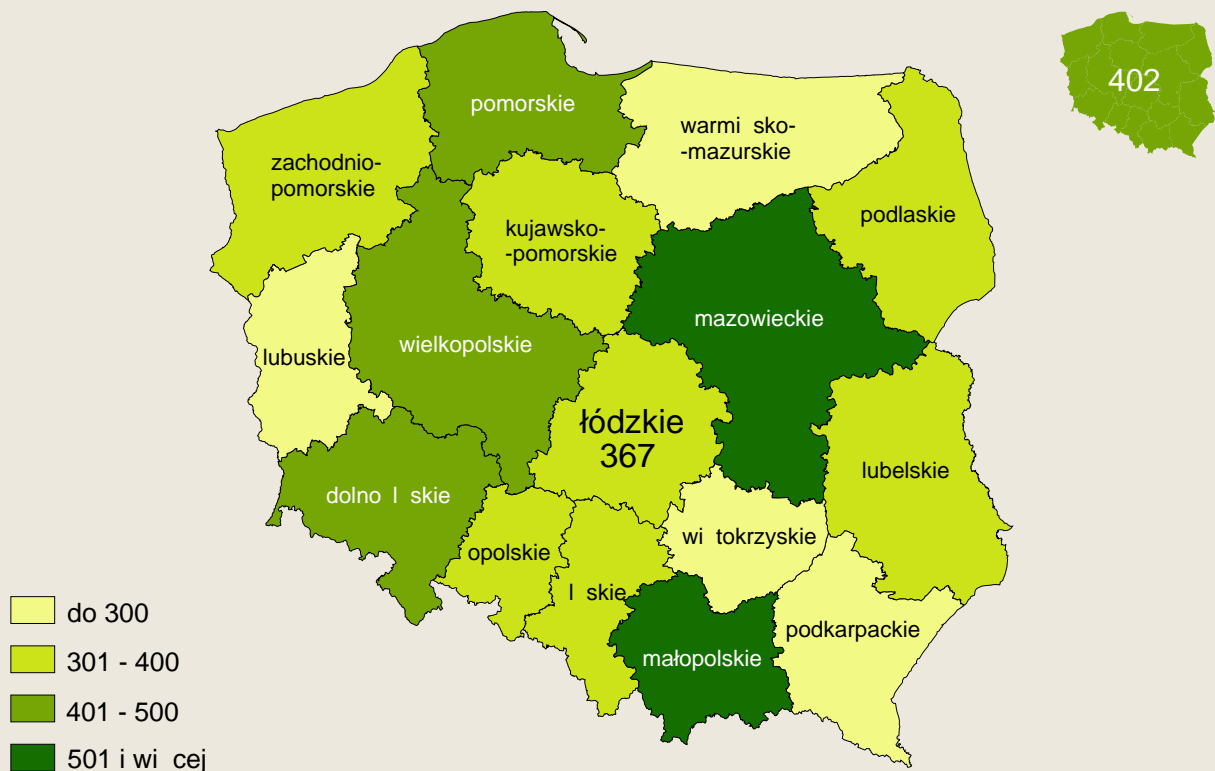 402
pomorskie
warmi sko-
-mazurskie
zachodnio-
pomorskie
podlaskie
kujawsko-
-pomorskie
mazowieckie
wielkopolskie
lubuskie
łódzkie
367
lubelskie
dolno l skie
wi tokrzyskie
opolskie
l skie
podkarpackie
małopolskie
do 300
301 - 400
401 - 500
501 i wi cej